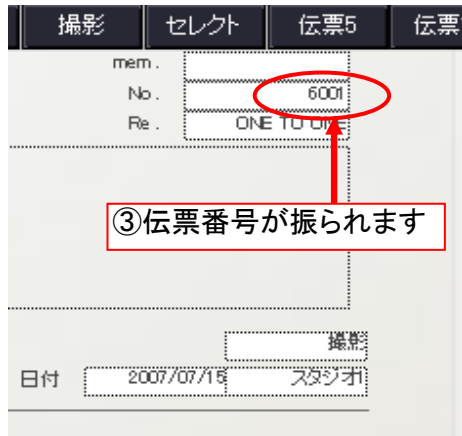 撮影 セレクト 伝票5 伝票
mem.
No. 6001
Re. ONE TO ONE
③伝票番号が振られます
撮影
日付 2007/07/15 スタジオ1